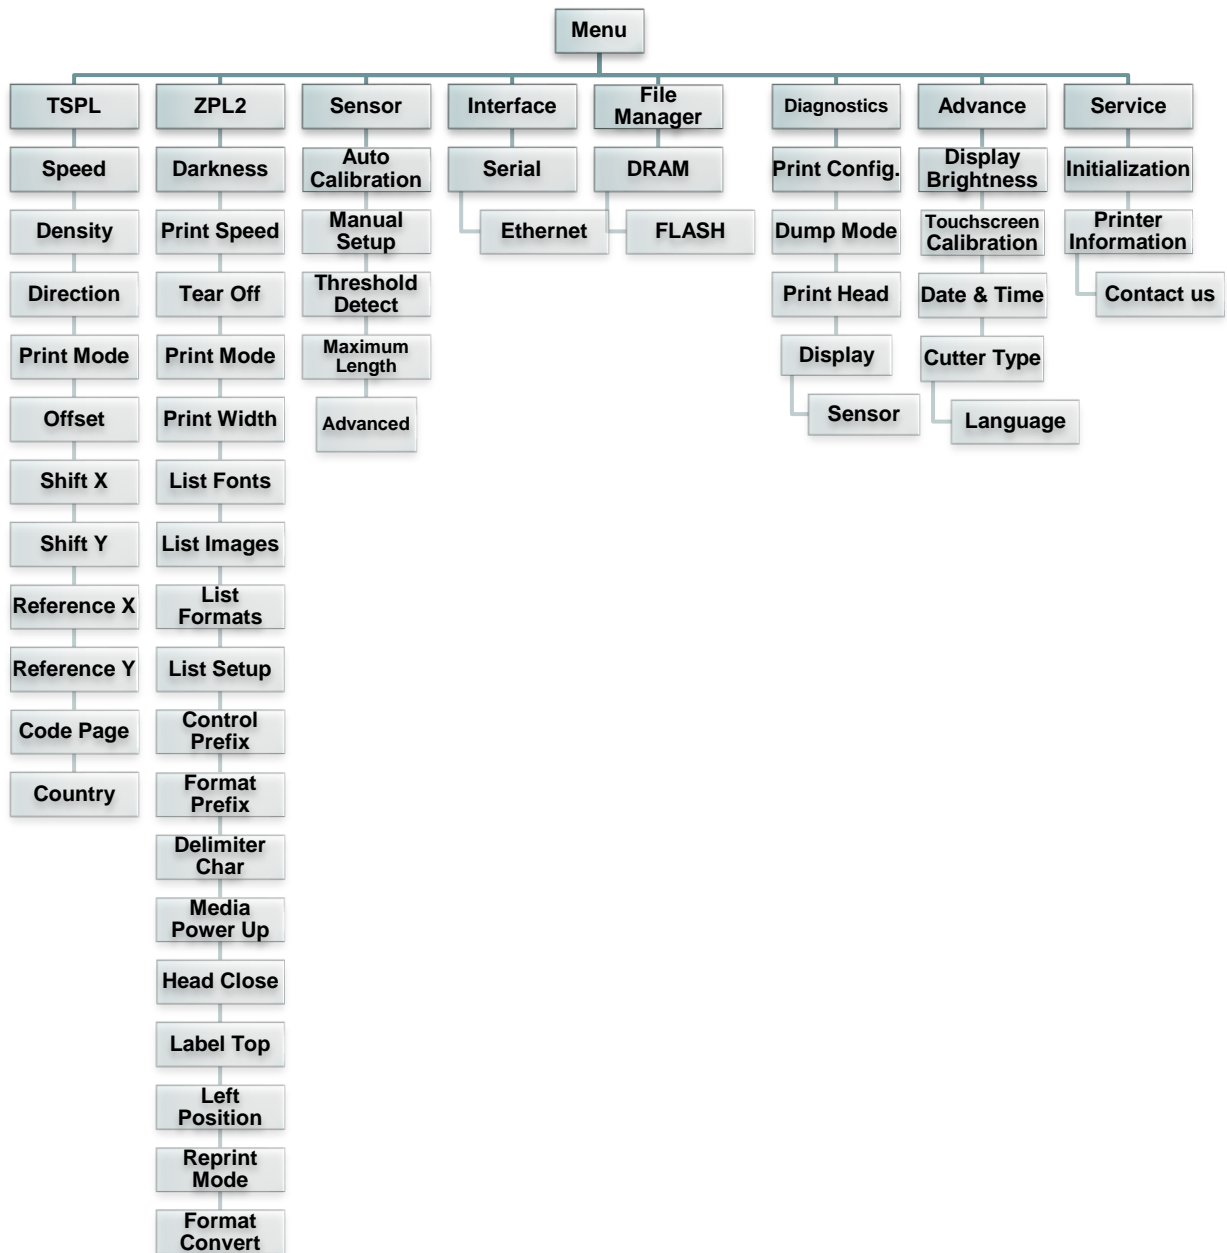 Menu
TSPL
Speed
Density
Direction
Print Mode
Offset
Shift X
Shift Y
Reference X
Reference Y
Code Page
Country
ZPL2
Darkness
Print Speed
Tear Off
Print Mode
Print Width
List Fonts
List Images
List
Formats
List Setup
Control
Prefix
Format
Prefix
Delimiter
Char
Media
Power Up
Head Close
Label Top
Left
Position
Reprint
Mode
Format
Convert
Sensor
Auto
Calibration
Manual
Setup
Threshold
Detect
Maximum
Length
Advanced
Interface
Serial
Ethernet
File
Manager
DRAM
FLASH
Diagnostics
Print Config.
Dump Mode
Print Head
Display
Sensor
Advance
Display
Brightness
Touchscreen
Calibration
Date & Time
Cutter Type
Language
Service
Initialization
Printer
Information
Contact us